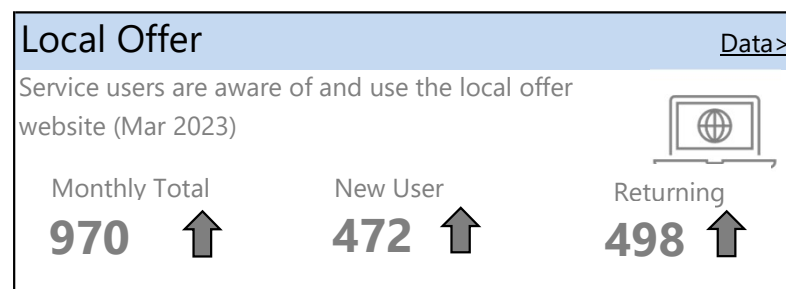 Local Offer
Data>
Service users are aware of and use the local offer
website (Mar 2023)
Monthly Total
New User
Returning
970
472
498